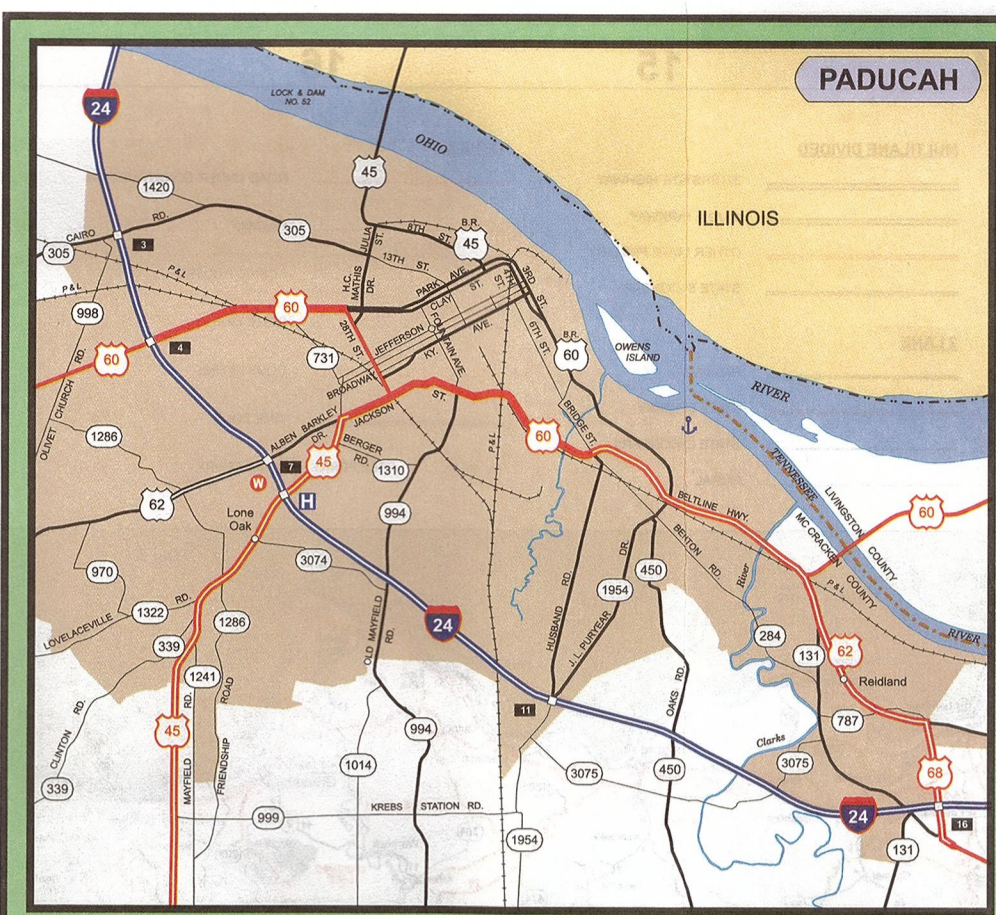 PADUCAH
24
LOCK & DAM
NO. 52
OHIO
45
ILLINOIS
1420
CAIRO RD.
305
305
3
JULIA ST.
8TH ST.
B.R.
45
13TH ST.
P & L
P & L
H.C. MATHIS DR.
PARK AVE.
3RD ST.
4TH ST.
CLAY ST.
60
998
FOUNTAIN AVE.
6TH ST.
B.R.
60
28TH ST.
JEFFERSON
KY. AVE.
OWENS
ISLAND
731
4
60
BROADWAY
RIVER
OLIVET CHURCH RD.
ALBEN BARKLEY DR.
JACKSON ST.
BRIDGE ST.
1286
BERGER RD.
P & L
60
45
7
1310
W
H
62
Lone
Oak
994
BELTLINE HWY.
TENNESSEE
LIVINGSTON COUNTY
MC CRACKEN COUNTY
60
BENTON RD.
3074
970
450
1954
River
P & L
1322
LOVELACEVILLE RD.
1286
24
HUSBAND RD.
J. L. PURYEAR DR.
284
RIVER
339
OLD MAYFIELD RD.
131
62
1241
OAKS RD.
Reidland
CLINTON RD.
45
MAYFIELD RD.
FRIENDSHIP ROAD
994
11
787
Clarks
1014
3075
450
3075
68
339
KREBS STATION RD.
999
24
16
1954
131